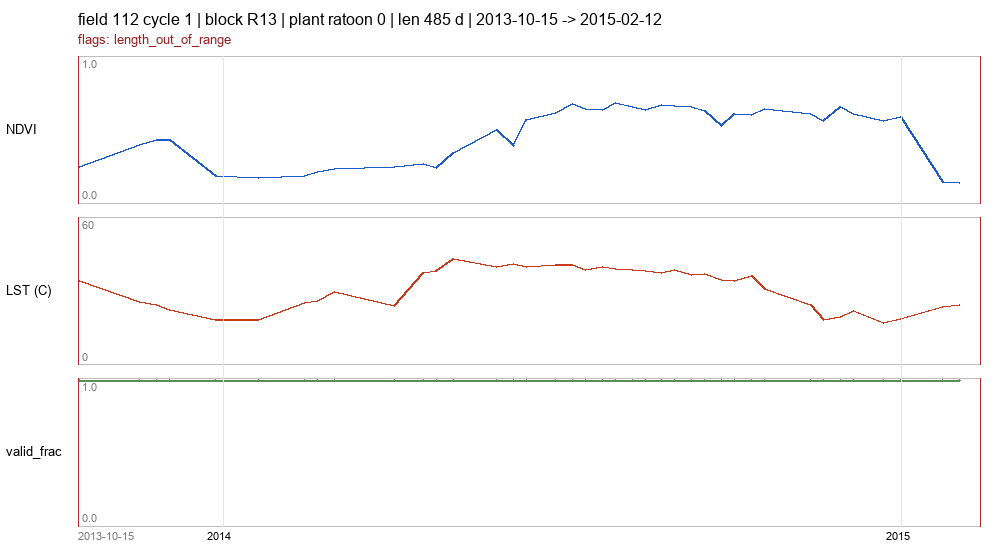 field 112 cycle 1 | block R13 | plant ratoon 0 | len 485 d | 2013-10-15 -> 2015-02-12
flags: length_out_of_range
1.0
NDVI
0.0
60
LST (C)
0
1.0
valid_frac
0.0
2013-10-15 2014 2015